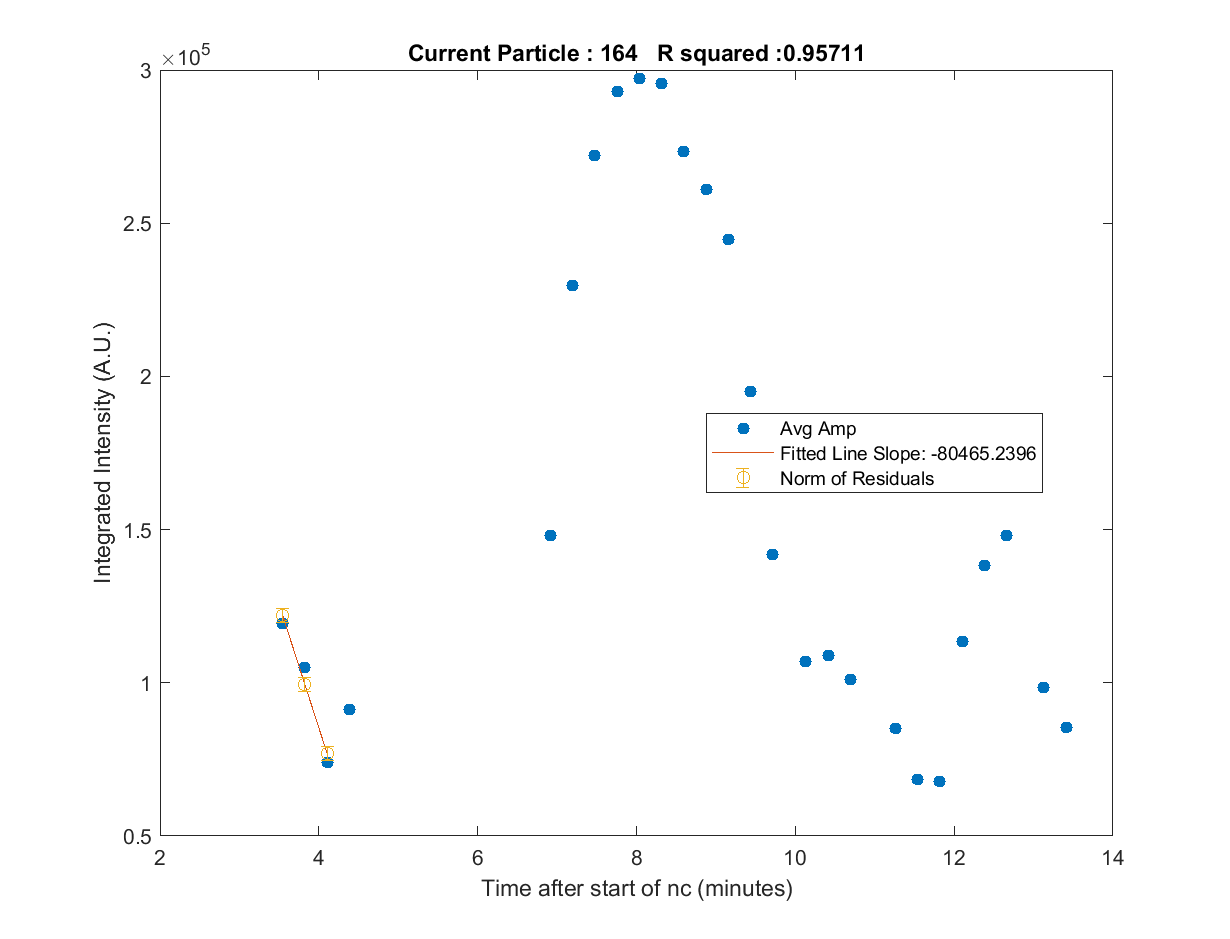 Current Particle : 164   R squared :0.95711
×10^5
3
2.5
2
1.5
1
0.5
Integrated Intensity (A.U.)
Avg Amp
Fitted Line Slope: -80465.2396
Norm of Residuals
2 4 6 8 10 12 14
Time after start of nc (minutes)